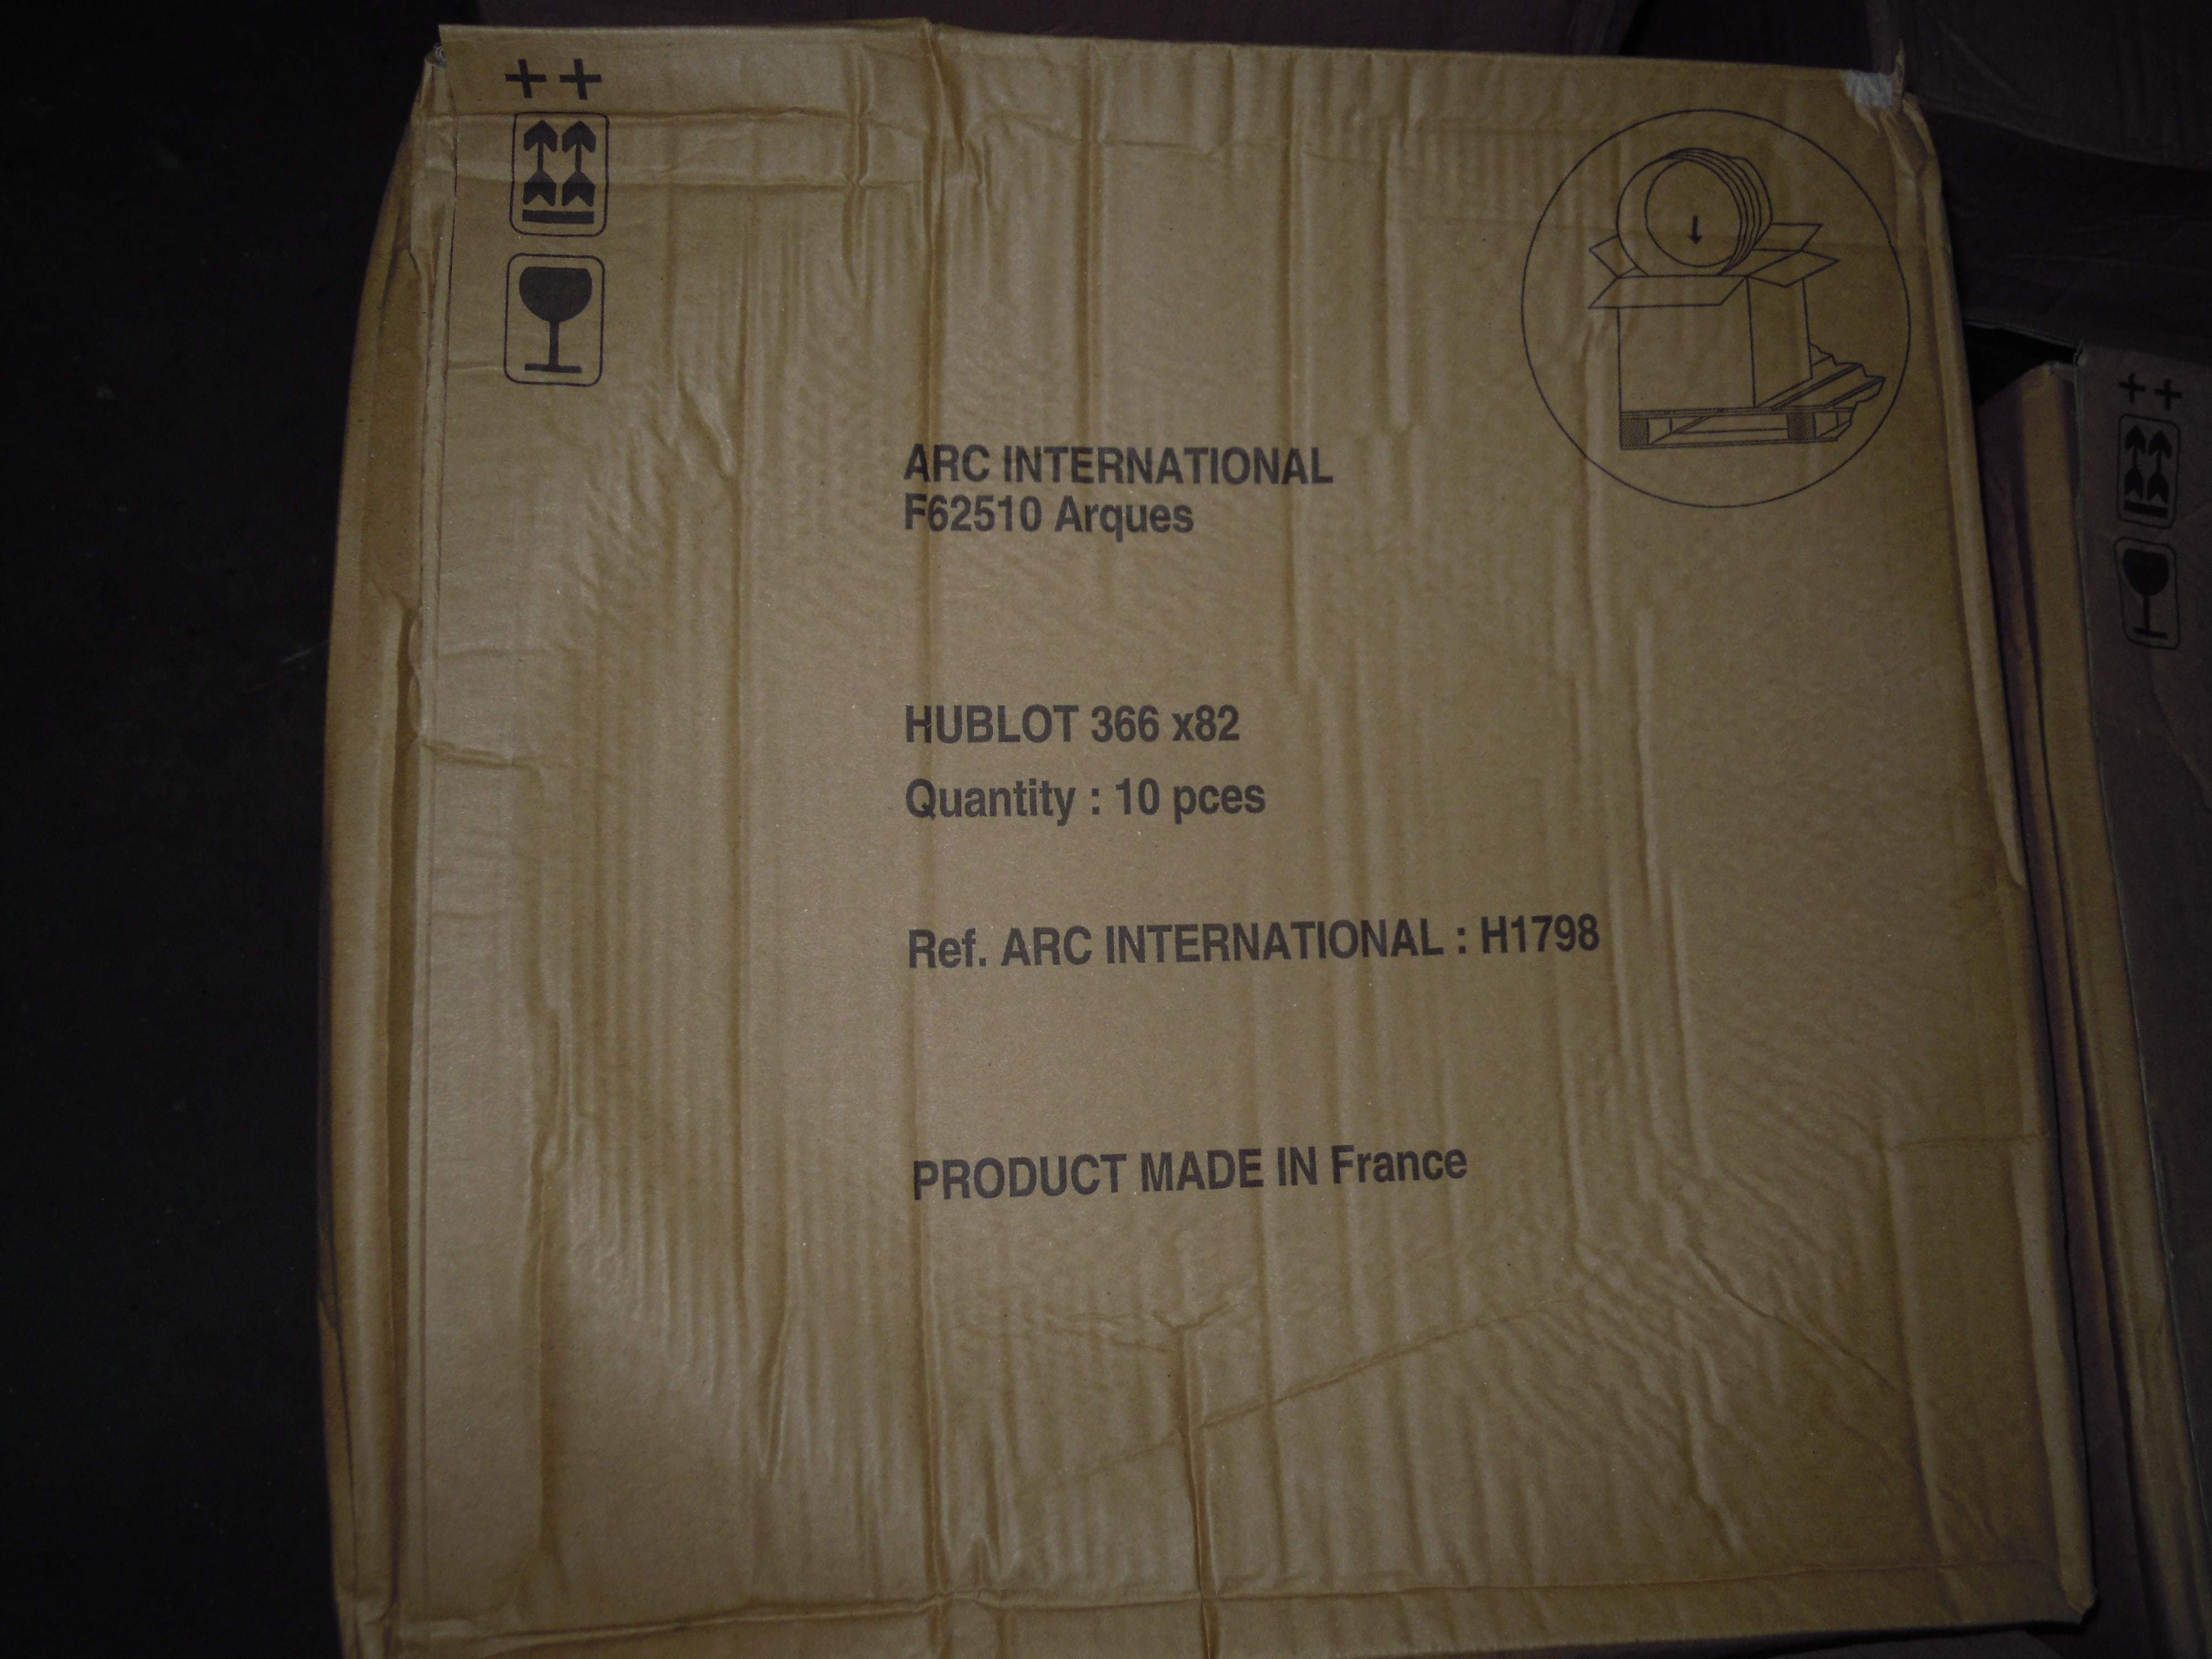 ++
ARC INTERNATIONAL
F62510 Arques
HUBLOT 366 x82
Quantity : 10 pces
Ref. ARC INTERNATIONAL : H1798
PRODUCT MADE IN France
++